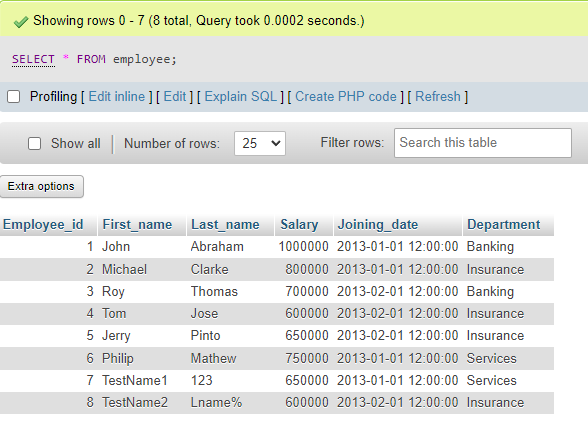 Showing rows 0 - 7 (8 total, Query took 0.0002 seconds.)
SELECT * FROM employee;
Profiling [ Edit inline ] [ Edit ] [ Explain SQL ] [ Create PHP code ] [ Refresh ]
Show all Number of rows: 25 Filter rows: Search this table
Extra options
Employee_id First_name Last_name Salary Joining_date Department
1 John Abraham 1000000 2013-01-01 12:00:00 Banking
2 Michael Clarke 800000 2013-01-01 12:00:00 Insurance
3 Roy Thomas 700000 2013-02-01 12:00:00 Banking
4 Tom Jose 600000 2013-02-01 12:00:00 Insurance
5 Jerry Pinto 650000 2013-02-01 12:00:00 Insurance
6 Philip Mathew 750000 2013-01-01 12:00:00 Services
7 TestName1 123 650000 2013-01-01 12:00:00 Services
8 TestName2 Lname% 600000 2013-02-01 12:00:00 Insurance